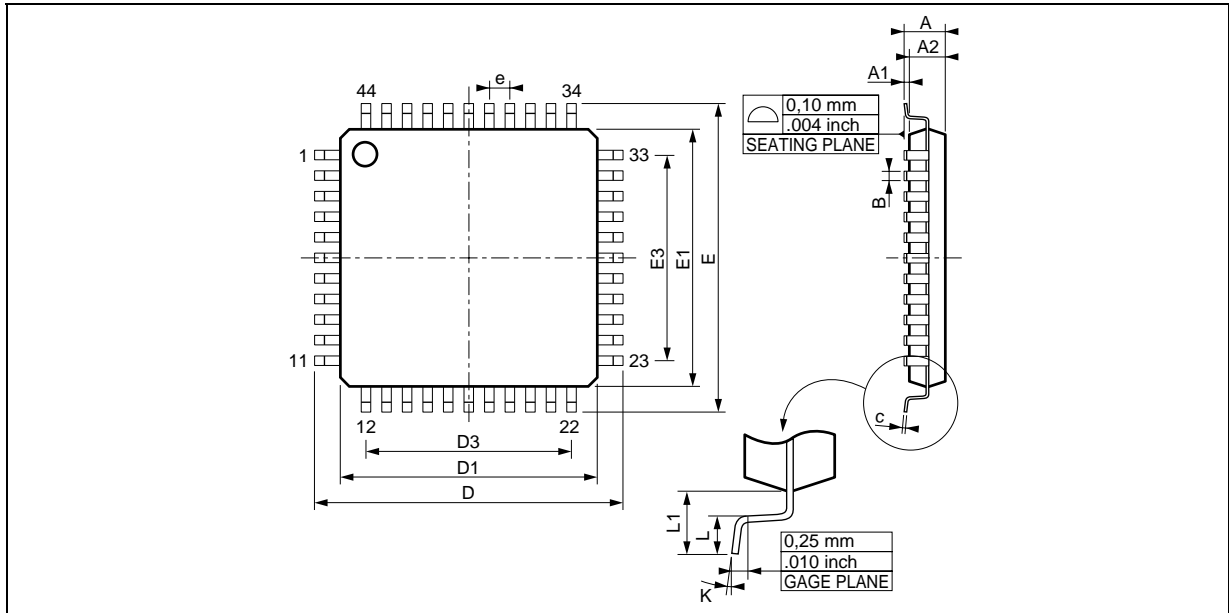 A
A2
A1
e
44
34
0,10 mm
.004 inch
SEATING PLANE
1
33
B
E3
E1
E
11
23
12
22
c
D3
D1
D
L1
L
0,25 mm
.010 inch
GAGE PLANE
K